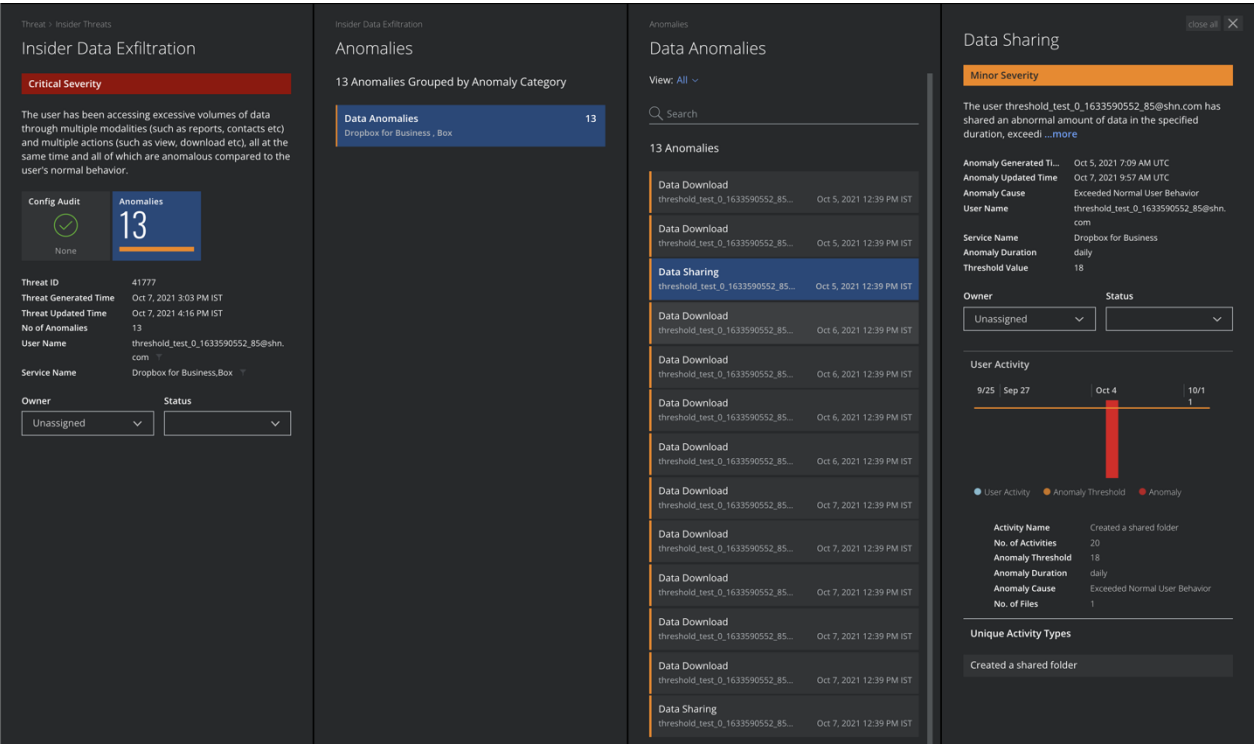 Threat > Insider Threats
Insider Data Exfiltration
Critical Severity
The user has been accessing excessive volumes of data
through multiple modalities (such as reports, contacts etc)
and multiple actions (such as view, download etc), all at the
same time and all of which are anomalous compared to the
user's normal behavior.
Config Audit
None
Anomalies
13
Threat ID 41777
Threat Generated Time Oct 7, 2021 3:03 PM IST
Threat Updated Time Oct 7, 2021 4:16 PM IST
No of Anomalies 13
User Name threshold_test_0_1633590552_85@shn.
com
Service Name Dropbox for Business,Box
Owner Status
Unassigned
Insider Data Exfiltration
Anomalies
13 Anomalies Grouped by Anomaly Category
Data Anomalies 13
Dropbox for Business , Box
Anomalies
Data Anomalies
View: All
Search
13 Anomalies
Data Download
threshold_test_0_1633590552_85... Oct 5, 2021 12:39 PM IST
Data Download
threshold_test_0_1633590552_85... Oct 5, 2021 12:39 PM IST
Data Sharing
threshold_test_0_1633590552_85... Oct 5, 2021 12:39 PM IST
Data Download
threshold_test_0_1633590552_85... Oct 6, 2021 12:39 PM IST
Data Download
threshold_test_0_1633590552_85... Oct 6, 2021 12:39 PM IST
Data Download
threshold_test_0_1633590552_85... Oct 6, 2021 12:39 PM IST
Data Download
threshold_test_0_1633590552_85... Oct 6, 2021 12:39 PM IST
Data Download
threshold_test_0_1633590552_85... Oct 7, 2021 12:39 PM IST
Data Download
threshold_test_0_1633590552_85... Oct 7, 2021 12:39 PM IST
Data Download
threshold_test_0_1633590552_85... Oct 7, 2021 12:39 PM IST
Data Download
threshold_test_0_1633590552_85... Oct 7, 2021 12:39 PM IST
Data Download
threshold_test_0_1633590552_85... Oct 7, 2021 12:39 PM IST
Data Sharing
threshold_test_0_1633590552_85... Oct 7, 2021 12:39 PM IST
close all
Data Sharing
Minor Severity
The user threshold_test_0_1633590552_85@shn.com has
shared an abnormal amount of data in the specified
duration, exceedi ...more
Anomaly Generated Ti... Oct 5, 2021 7:09 AM UTC
Anomaly Updated Time Oct 7, 2021 9:57 AM UTC
Anomaly Cause Exceeded Normal User Behavior
User Name threshold_test_0_1633590552_85@shn.
com
Service Name Dropbox for Business
Anomaly Duration daily
Threshold Value 18
Owner Status
Unassigned
User Activity
9/25 Sep 27 Oct 4 10/1
1
User Activity Anomaly Threshold Anomaly
Activity Name Created a shared folder
No. of Activities 20
Anomaly Threshold 18
Anomaly Duration daily
Anomaly Cause Exceeded Normal User Behavior
No. of Files 1
Unique Activity Types
Created a shared folder